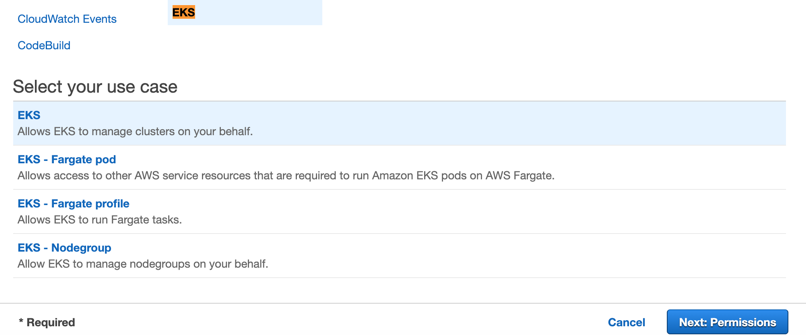 CloudWatch Events
EKS
CodeBuild
Select your use case
EKS
Allows EKS to manage clusters on your behalf.
EKS - Fargate pod
Allows access to other AWS service resources that are required to run Amazon EKS pods on AWS Fargate.
EKS - Fargate profile
Allows EKS to run Fargate tasks.
EKS - Nodegroup
Allow EKS to manage nodegroups on your behalf.
* Required
Cancel
Next: Permissions